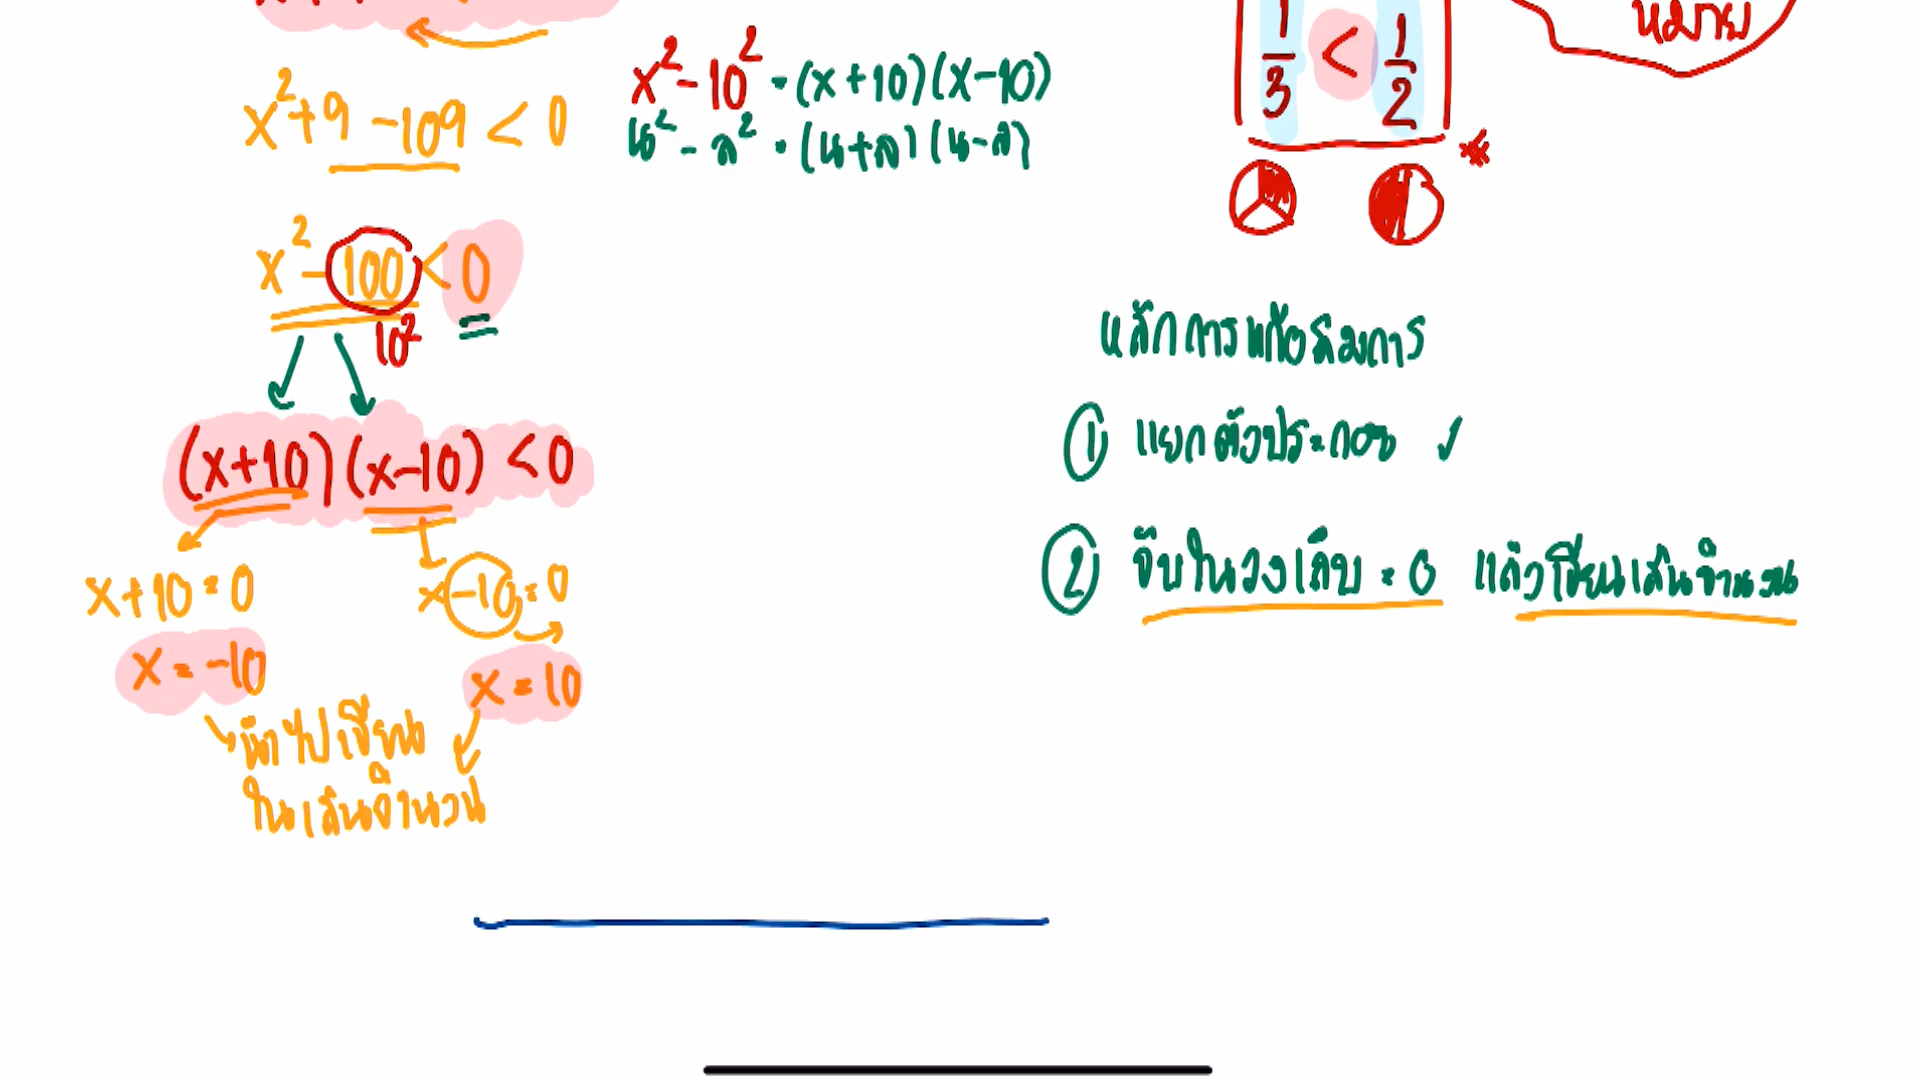 x²+9 -109 < 0
x² - 100 < 0
10²
(x+10)(x-10) < 0
x+10 = 0
x-10 = 0
x = -10
x = 10
นำไปเขียน
ในเส้นจำนวน
x² - 10² = (x+10)(x-10)
น² - ล² = (น+ล)(น-ล)
1/3 < 1/2
*
หมาย
หลักการแก้อสมการ
① แยกตัวประกอบ ✓
② จับในวงเล็บ = 0 แล้วเขียนเส้นจำนวน